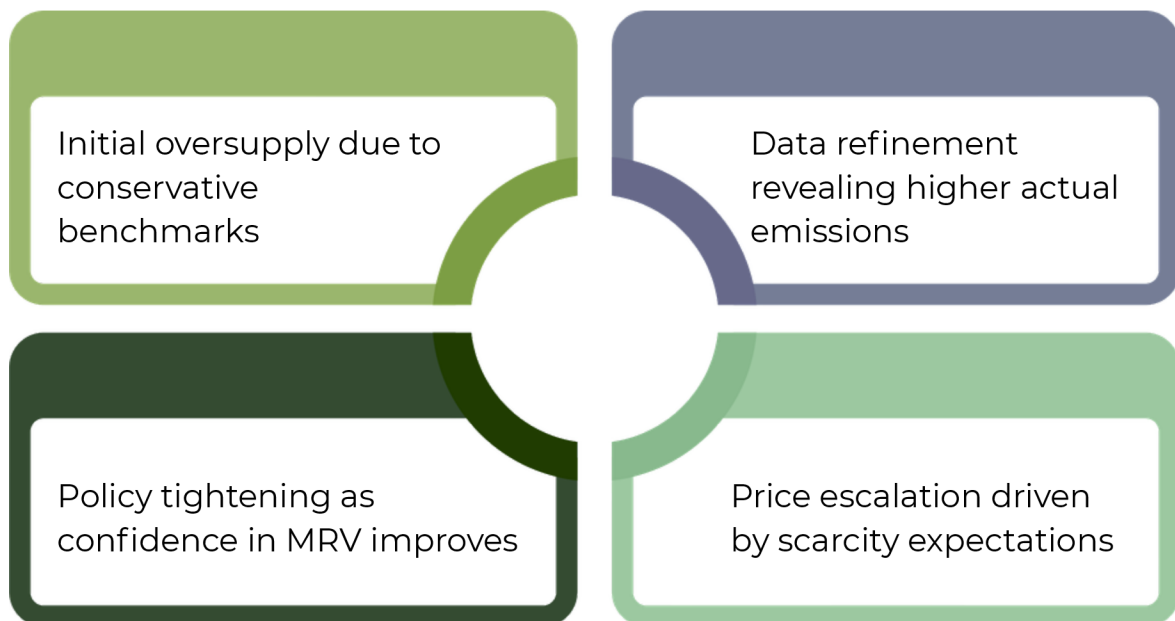 Initial oversupply due to
conservative
benchmarks
Data refinement
revealing higher actual
emissions
Policy tightening as
confidence in MRV improves
Price escalation driven
by scarcity expectations